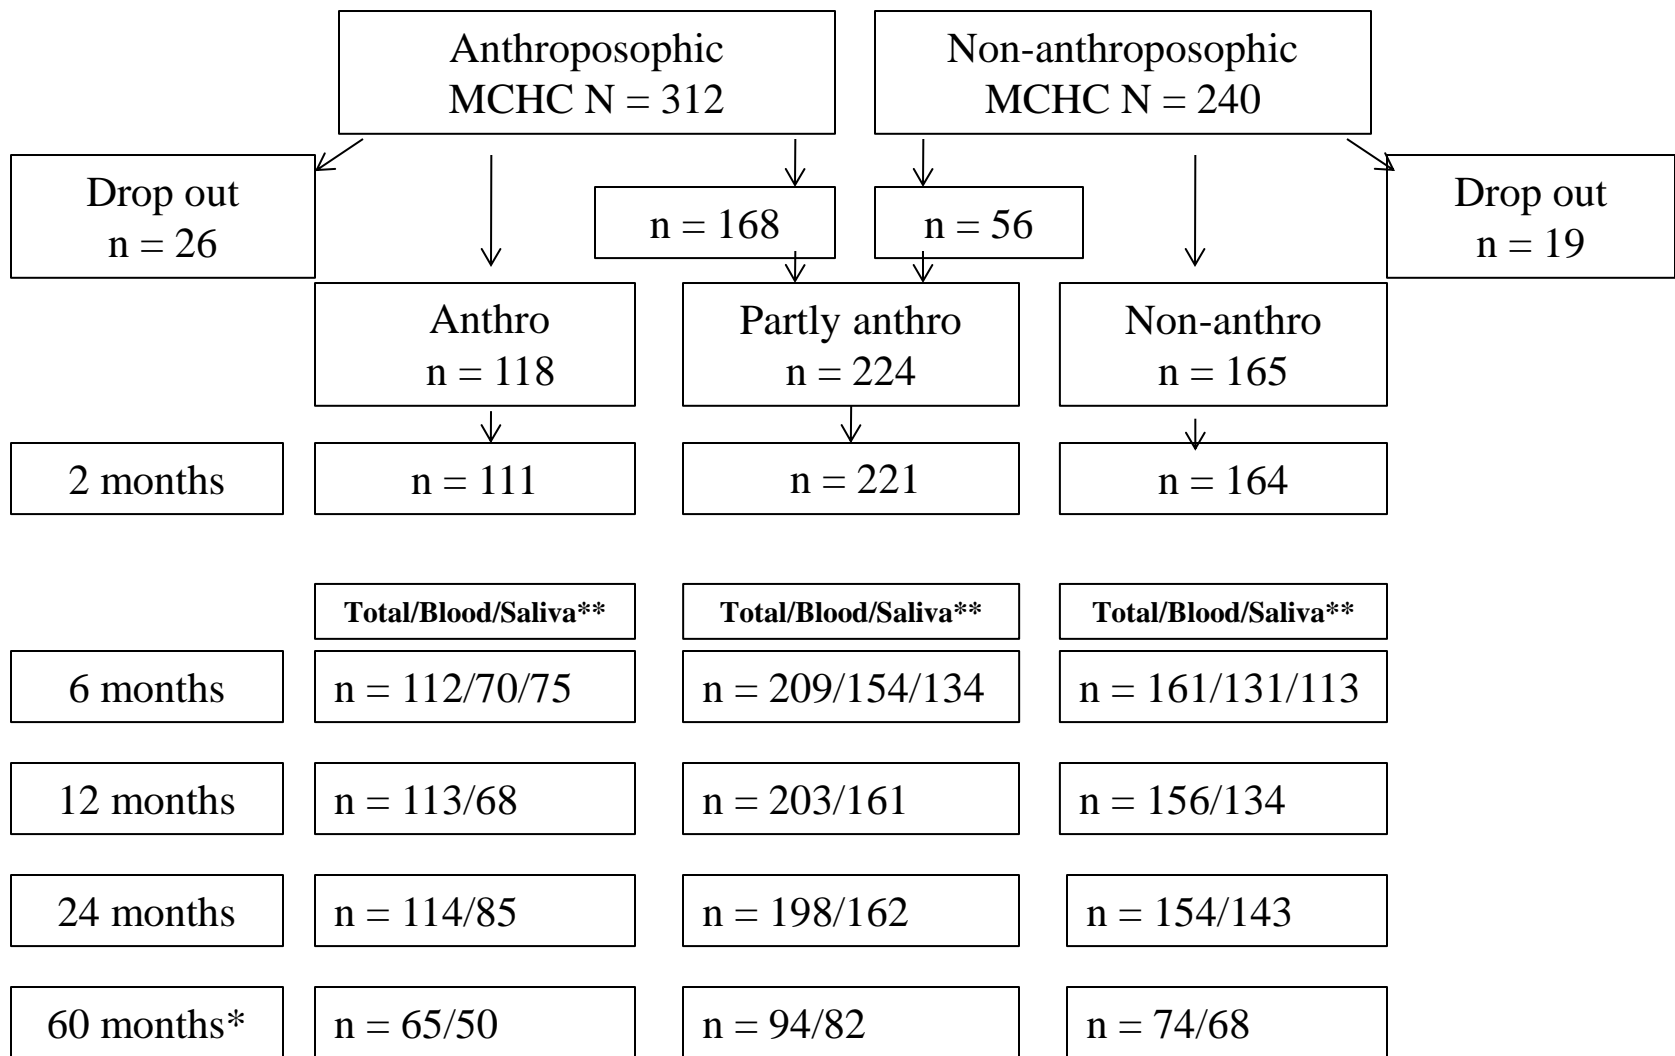 Anthroposophic
MCHC N = 312
Non-anthroposophic
MCHC N = 240
Drop out
n = 26
n = 168
n = 56
Drop out
n = 19
Anthro
n = 118
Partly anthro
n = 224
Non-anthro
n = 165
2 months
n = 111
n = 221
n = 164
Total/Blood/Saliva**
Total/Blood/Saliva**
Total/Blood/Saliva**
6 months
n = 112/70/75
n = 209/154/134
n = 161/131/113
12 months
n = 113/68
n = 203/161
n = 156/134
24 months
n = 114/85
n = 198/162
n = 154/143
60 months*
n = 65/50
n = 94/82
n = 74/68